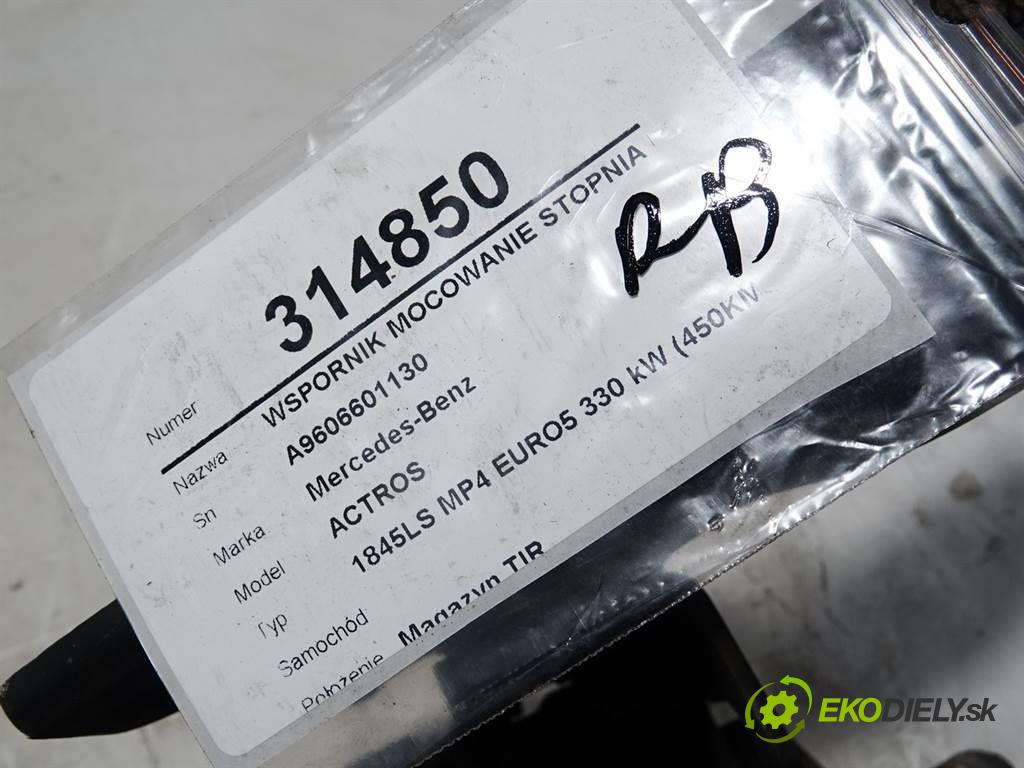 Numer 314850
Nazwa WSPORNIK MOCOWANIE STOPNIA
Sn A9606601130
Marka Mercedes-Benz
Model ACTROS
Typ 1845LS MP4 EURO5 330 kW (450KM
Samochód
Położenie Magazyn TIR
RB
EKODIELY.sk